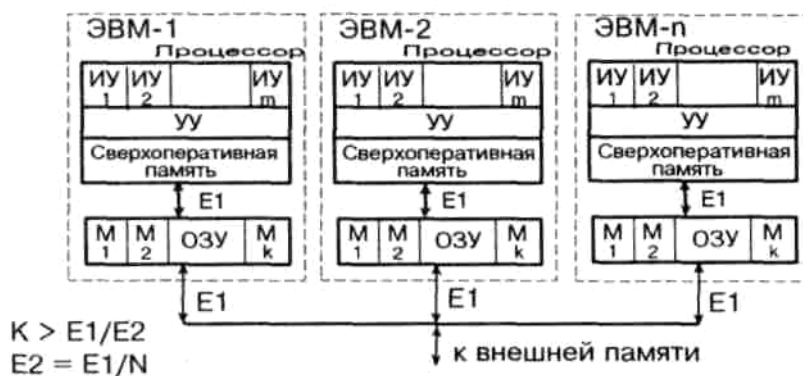 ЭВМ-1 ЭВМ-2 ЭВМ-n
Процессор Процессор Процессор
ИУ ИУ ИУ ИУ ИУ ИУ ИУ ИУ ИУ
1 2 m 1 2 m 1 2 m
УУ УУ УУ
Сверхоперативная Сверхоперативная Сверхоперативная
память память память
E1 E1 E1
М М ОЗУ М М М ОЗУ М М М ОЗУ М
1 2 k 1 2 k 1 2 k
E1 E1 E1
K > E1/E2
E2 = E1/N
к внешней памяти